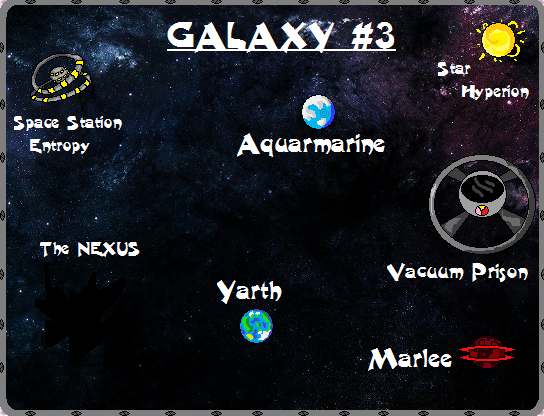 GALAXY #3
Star
Hyperion
Space Station
Entropy
Aquarmarine
The NEXUS
Vacuum Prison
Yarth
Marlee